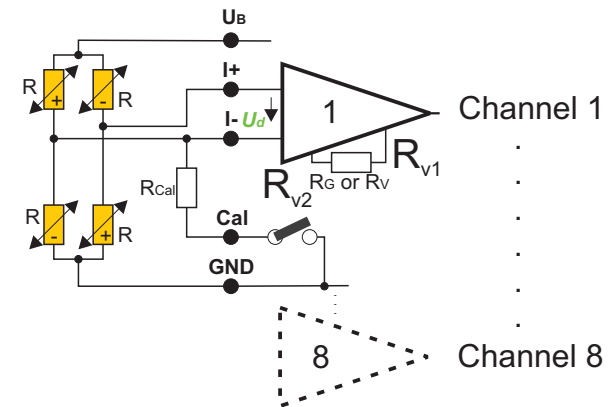 UB
I+
R + - R
1
Channel 1
I- Ud
RCal
RG or RV
Rv1
Rv2
R - + R
Cal
GND
8
Channel 8